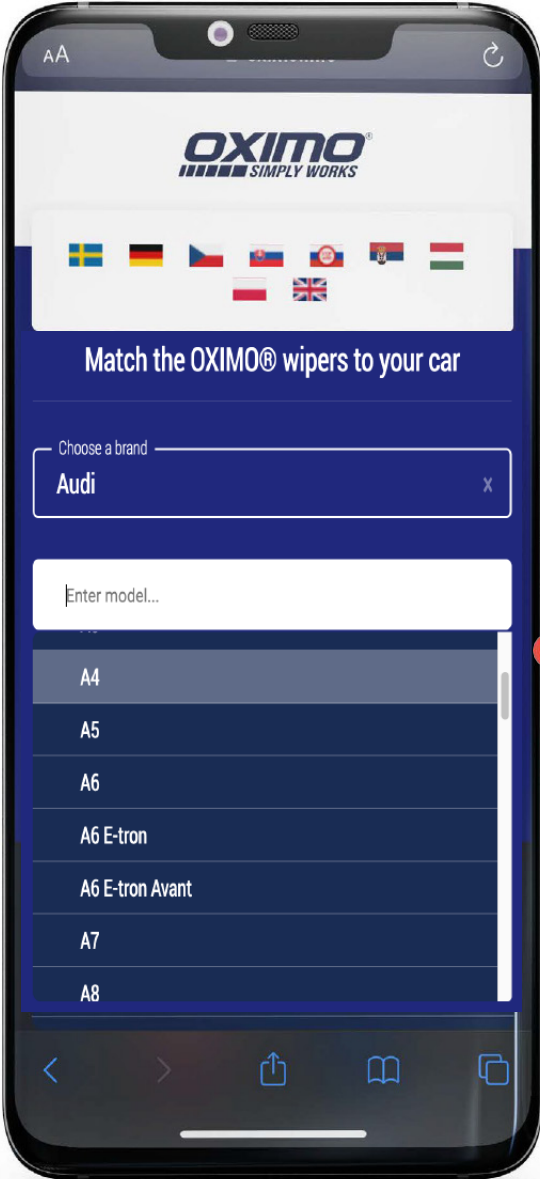 AA
OXIMO®
SIMPLY WORKS
Match the OXIMO® wipers to your car
Choose a brand
Audi
x
Enter model...
A4
A5
A6
A6 E-tron
A6 E-tron Avant
A7
A8